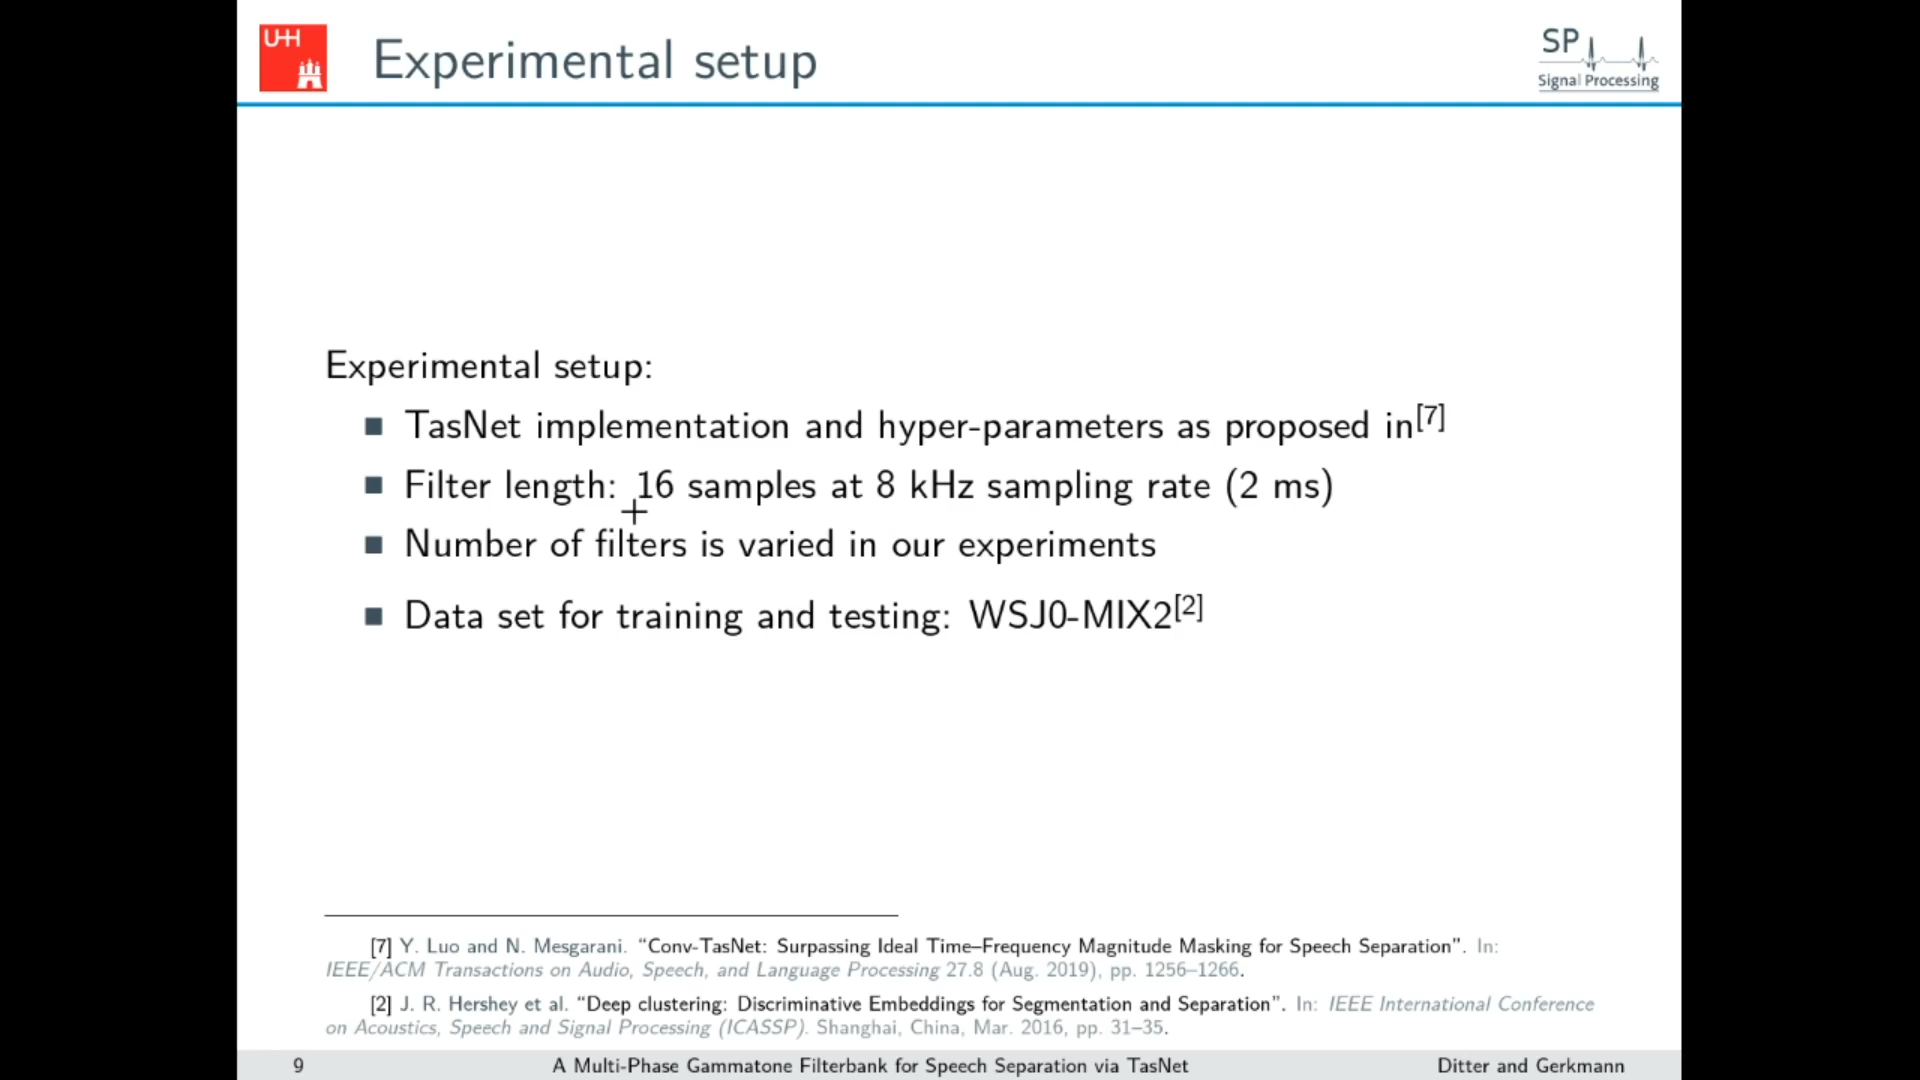 UH
Experimental setup
SP
Signal Processing
Experimental setup:
TasNet implementation and hyper-parameters as proposed in[7]
Filter length: 16 samples at 8 kHz sampling rate (2 ms)
Number of filters is varied in our experiments
Data set for training and testing: WSJ0-MIX2[2]
[7] Y. Luo and N. Mesgarani. “Conv-TasNet: Surpassing Ideal Time–Frequency Magnitude Masking for Speech Separation”. In:
IEEE/ACM Transactions on Audio, Speech, and Language Processing 27.8 (Aug. 2019), pp. 1256–1266.
[2] J. R. Hershey et al. “Deep clustering: Discriminative Embeddings for Segmentation and Separation”. In: IEEE International Conference
on Acoustics, Speech and Signal Processing (ICASSP). Shanghai, China, Mar. 2016, pp. 31–35.
9 A Multi-Phase Gammatone Filterbank for Speech Separation via TasNet Ditter and Gerkmann